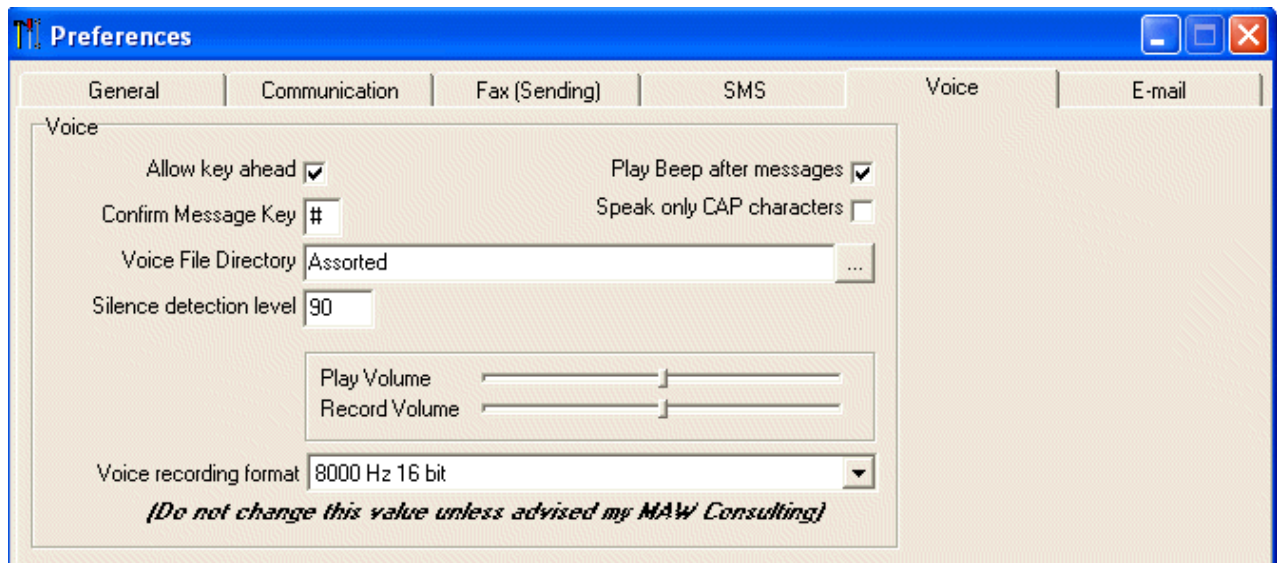 Preferences
General Communication Fax (Sending) SMS Voice E-mail
Voice
Allow key ahead Play Beep after messages
Confirm Message Key # Speak only CAP characters
Voice File Directory Assorted ...
Silence detection level 90
Play Volume
Record Volume
Voice recording format 8000 Hz 16 bit
(Do not change this value unless advised my MAW Consulting)